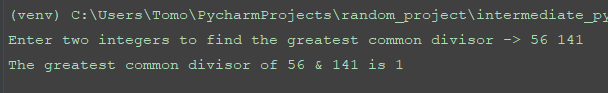 (venv) C:\Users\Tomo\PycharmProjects\random_project\intermediate_py
Enter two integers to find the greatest common divisor -> 56 141
The greatest common divisor of 56 & 141 is 1